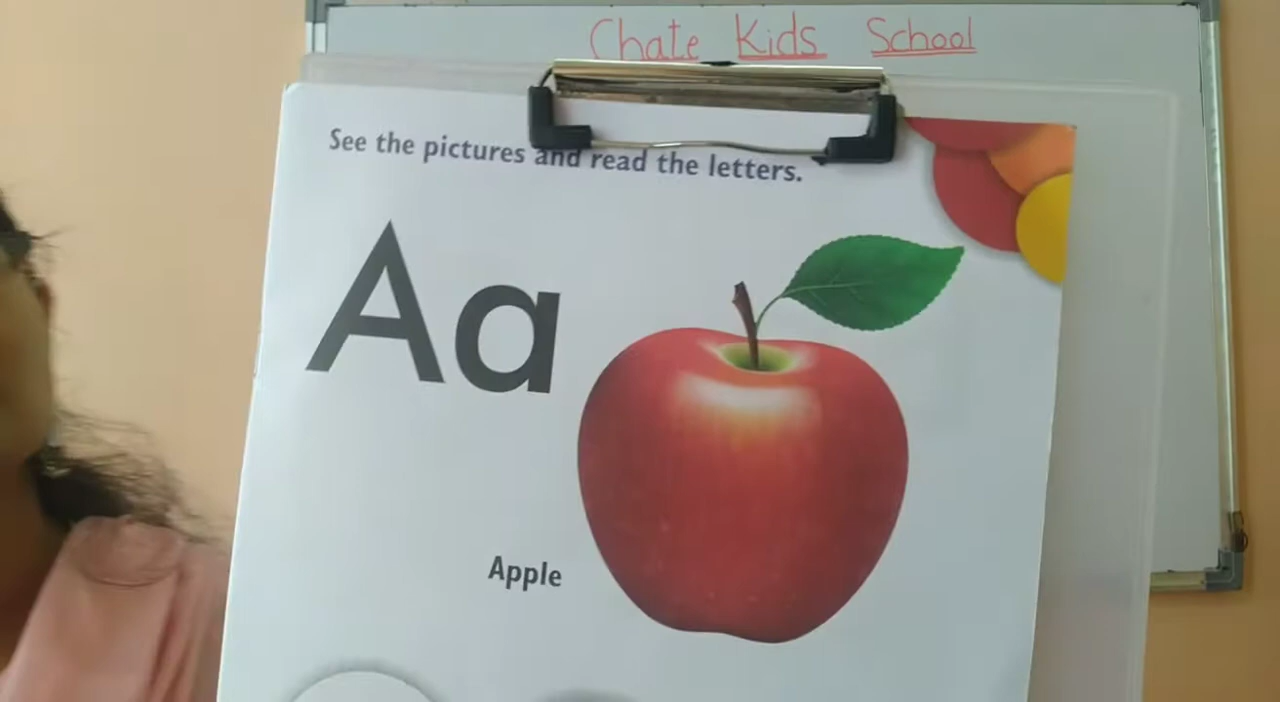 Chate Kids School
See the pictures and read the letters.
Aa
Apple